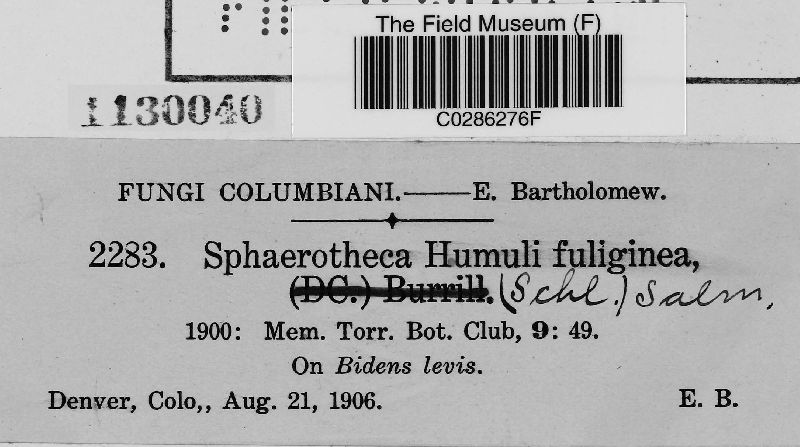 The Field Museum (F)
C0286276F
1130040
FUNGI COLUMBIANI.——E. Bartholomew.
2283. Sphaerotheca Humuli fuliginea,
(DC.) Burrill. (Schl.) Salm.
1900: Mem. Torr. Bot. Club, 9: 49.
On Bidens levis.
Denver, Colo,, Aug. 21, 1906. E. B.